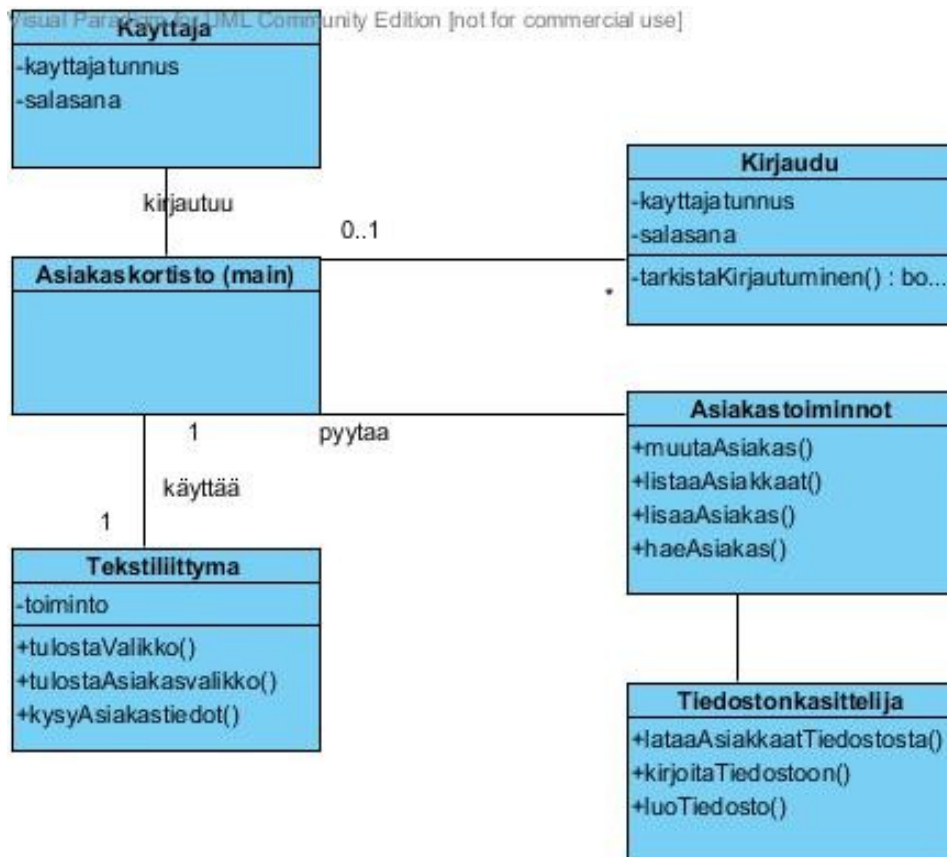 Visual Paradigm for UML Community Edition [not for commercial use]
Kayttaja
-kayttajatunnus
-salasana
kirjautuu
Asiakaskortisto (main)
0..1
*
Kirjaudu
-kayttajatunnus
-salasana
-tarkistaKirjautuminen() : bo...
1
pyytaa
Asiakastoiminnot
+muutaAsiakas()
+listaaAsiakkaat()
+lisaaAsiakas()
+haeAsiakas()
käyttää
1
Tekstiliittyma
-toiminto
+tulostaValikko()
+tulostaAsiakasvalikko()
+kysyAsiakastiedot()
Tiedostonkasittelija
+lataaAsiakkaatTiedostosta()
+kirjoitaTiedostoon()
+luoTiedosto()